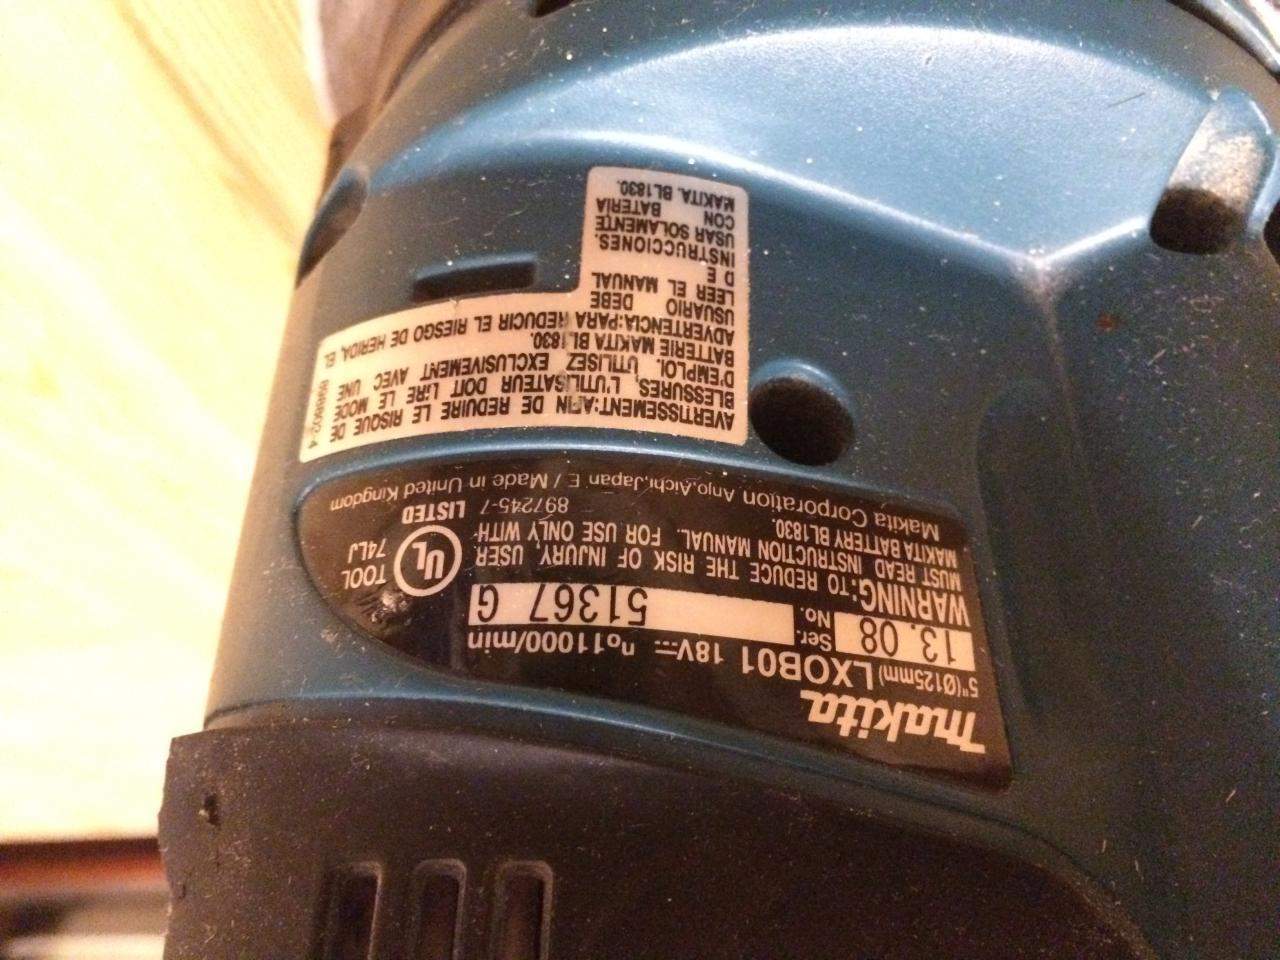 makita
5"(Ø125mm) LXOB01 18V⎓ n₀11000/min
13. 08 Ser. No. 51367 G
WARNING:TO REDUCE THE RISK OF INJURY, USER
MUST READ INSTRUCTION MANUAL. FOR USE ONLY WITH
MAKITA BATTERY BL1830.
897245-7
Makita Corporation Anjo,Aichi,Japan E / Made in United Kingdom
UL
LISTED
TOOL
74LJ
AVERTISSEMENT:AFIN DE REDUIRE LE RISQUE DE
BLESSURES, L'UTILISATEUR DOIT LIRE LE MODE
D'EMPLOI. UTILISEZ EXCLUSIVEMENT AVEC UNE
BATTERIE MAKITA BL1830.
ADVERTENCIA:PARA REDUCIR EL RIESGO DE HERIDA, EL
USUARIO DEBE
LEER EL MANUAL
D E
INSTRUCCIONES.
USAR SOLAMENTE
CON BATERIA
MAKITA. BL1830.